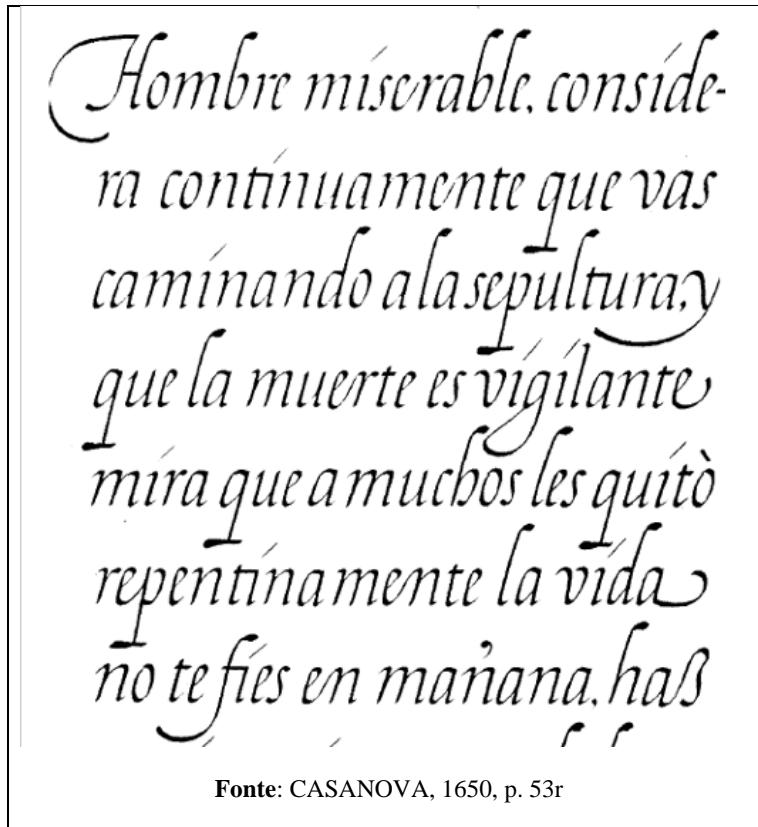 Hombre miserable, conside-
ra continuamente que vas
caminando a la sepultura, y
que la muerte es vigilante
mira que a muchos les quitò
repentinamente la vida
no te fies en mañana, haß
Fonte: CASANOVA, 1650, p. 53r